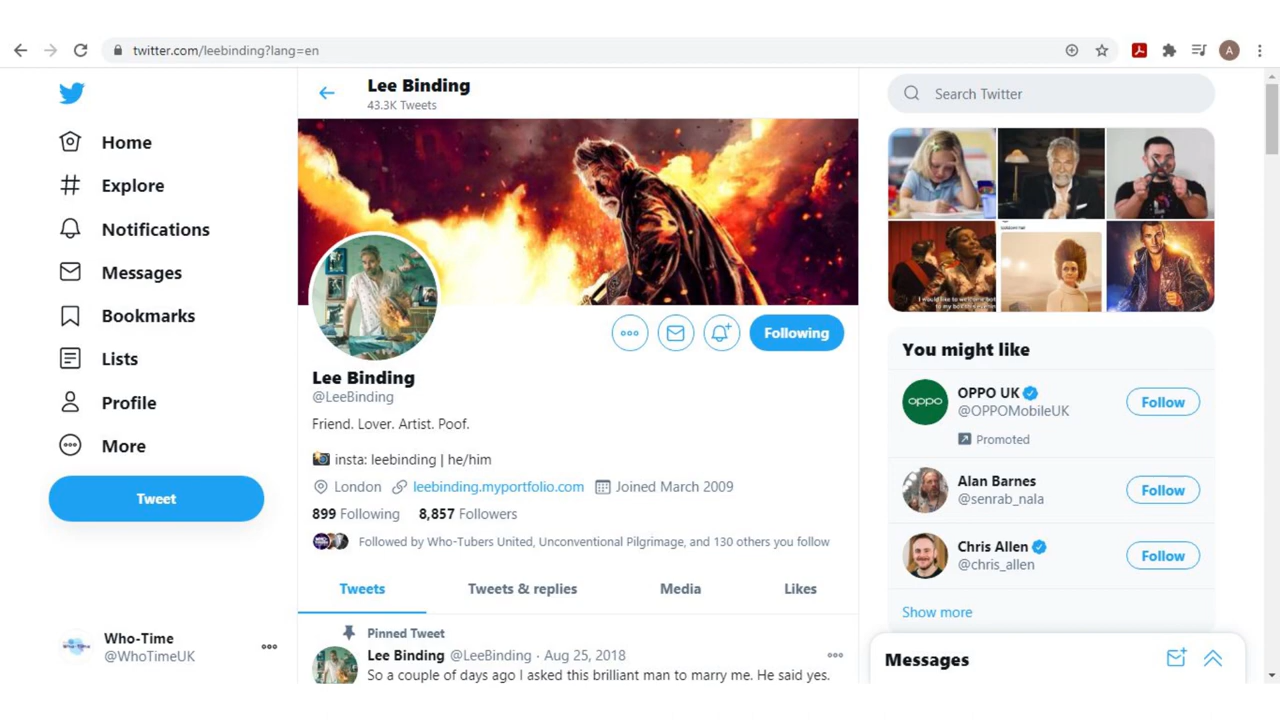 twitter.com/leebinding?lang=en
A
Lee Binding
43.3K Tweets
Search Twitter
Home
Explore
Notifications
Messages
Bookmarks
Lists
Profile
More
Tweet
I would like to
Following
Lee Binding
@LeeBinding
Friend. Lover. Artist. Poof.
insta: leebinding | he/him
London leebinding.myportfolio.com Joined March 2009
899 Following 8,857 Followers
Followed by Who-Tubers United, Unconventional Pilgrimage, and 130 others you follow
Tweets Tweets & replies Media Likes
Pinned Tweet
Lee Binding @LeeBinding · Aug 25, 2018
So a couple of days ago I asked this brilliant man to marry me. He said yes.
Who-Time
@WhoTimeUK
You might like
oppo
OPPO UK
@OPPOMobileUK
Follow
Promoted
Alan Barnes
@senrab_nala
Follow
Chris Allen
@chris_allen
Follow
Show more
Messages